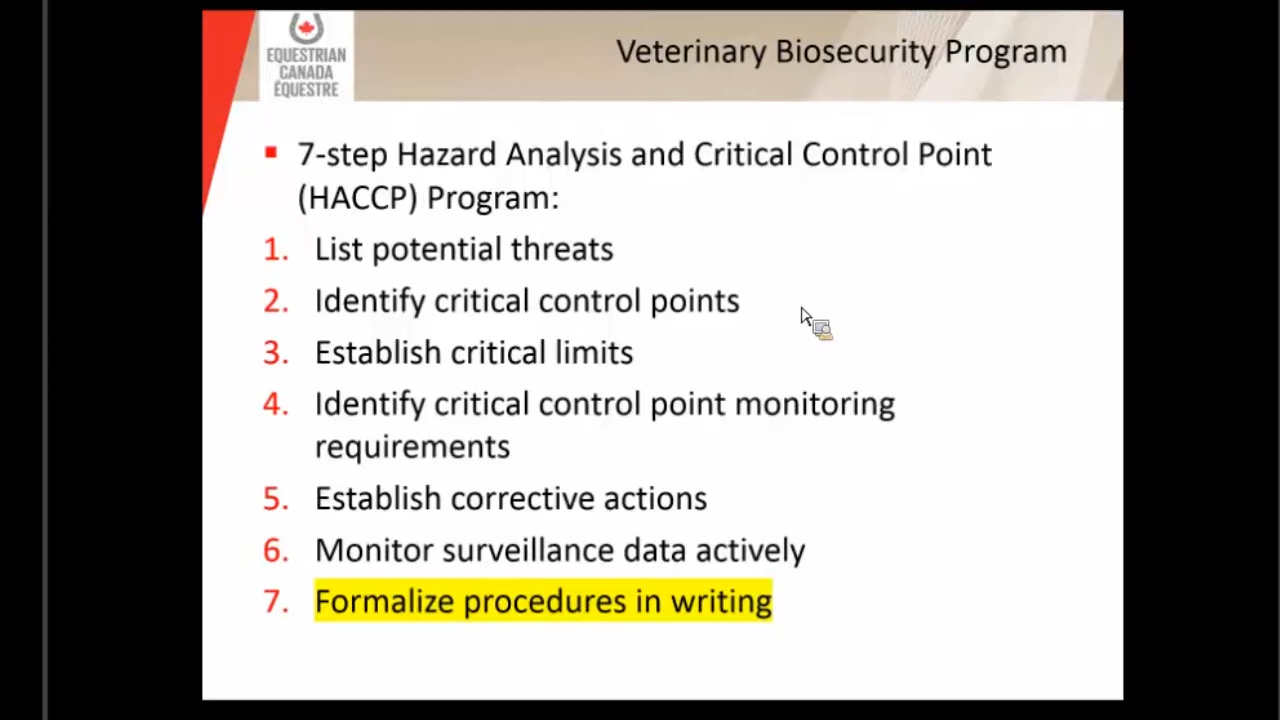 EQUESTRIAN
CANADA
ÉQUESTRE
Veterinary Biosecurity Program
7-step Hazard Analysis and Critical Control Point
(HACCP) Program:
1. List potential threats
2. Identify critical control points
3. Establish critical limits
4. Identify critical control point monitoring
requirements
5. Establish corrective actions
6. Monitor surveillance data actively
7. Formalize procedures in writing